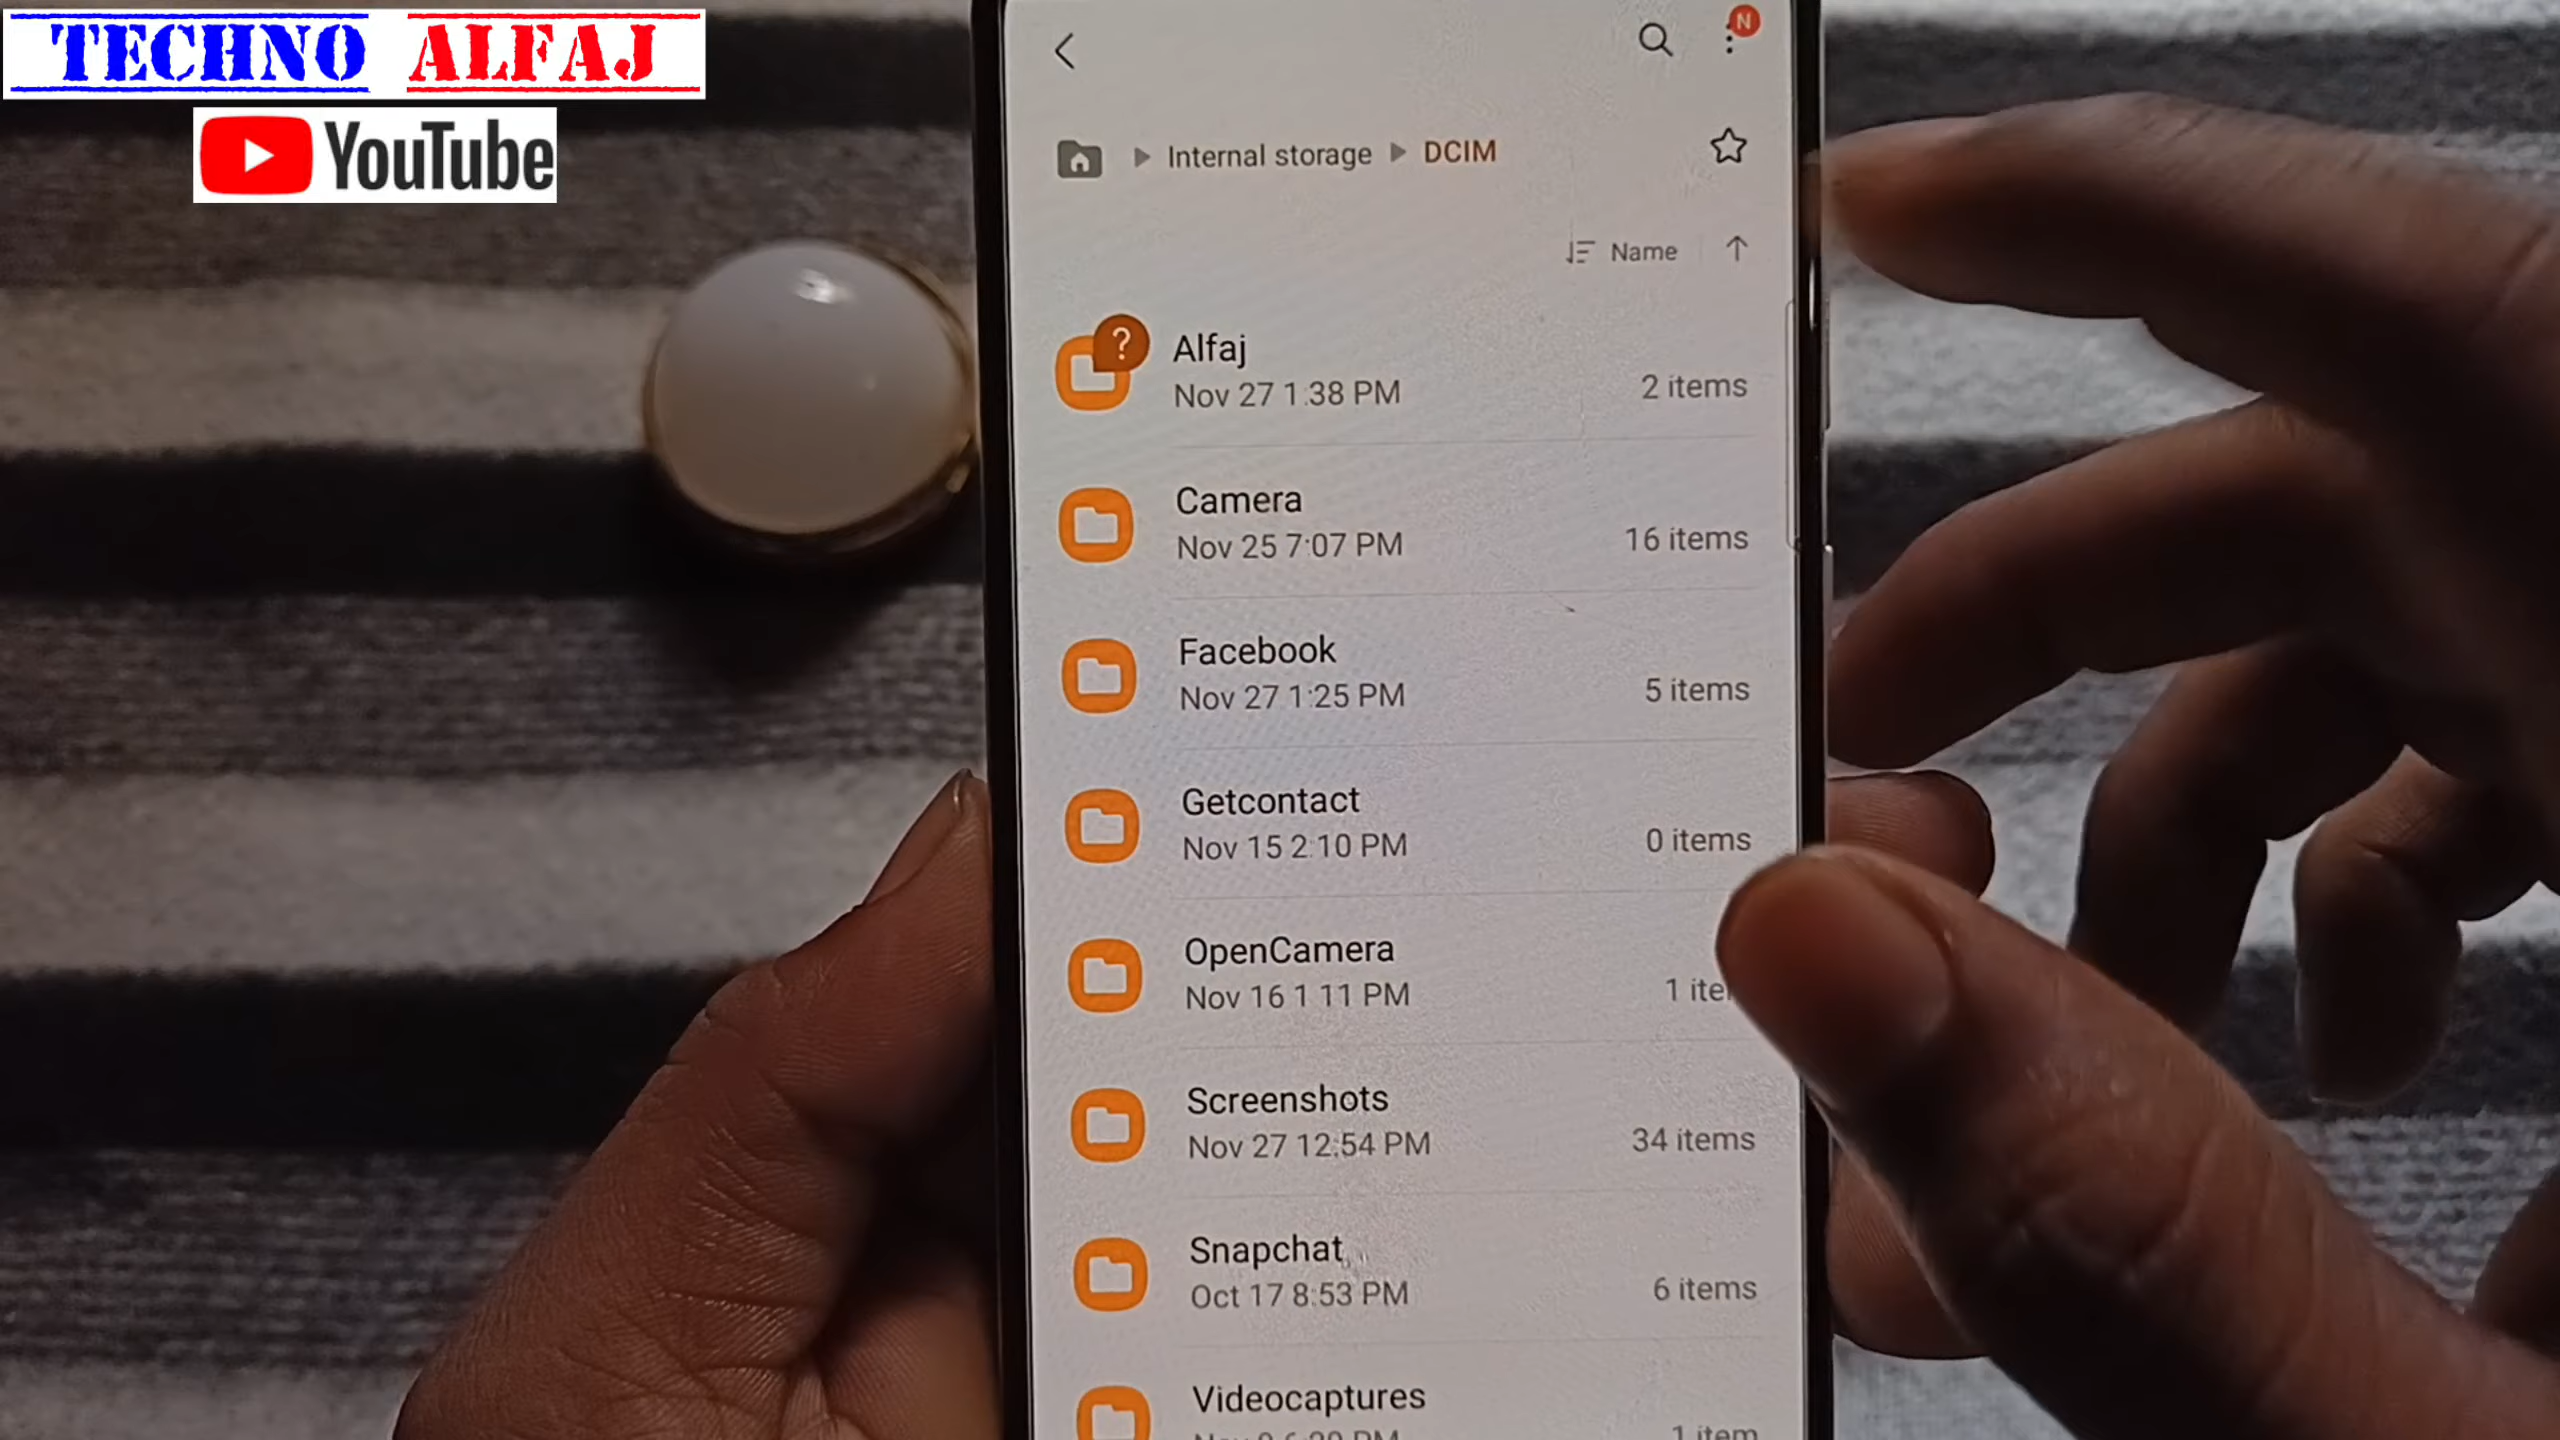 TECHNO ALFAJ
YouTube
N
Internal storage DCIM
Name
?
Alfaj
Nov 27 1:38 PM 2 items
Camera
Nov 25 7:07 PM 16 items
Facebook
Nov 27 1:25 PM 5 items
Getcontact
Nov 15 2:10 PM 0 items
OpenCamera
Nov 16 1 11 PM 1
Screenshots
Nov 27 12:54 PM 34 items
Snapchat
Oct 17 8:53 PM 6 items
Videocaptures
1 item